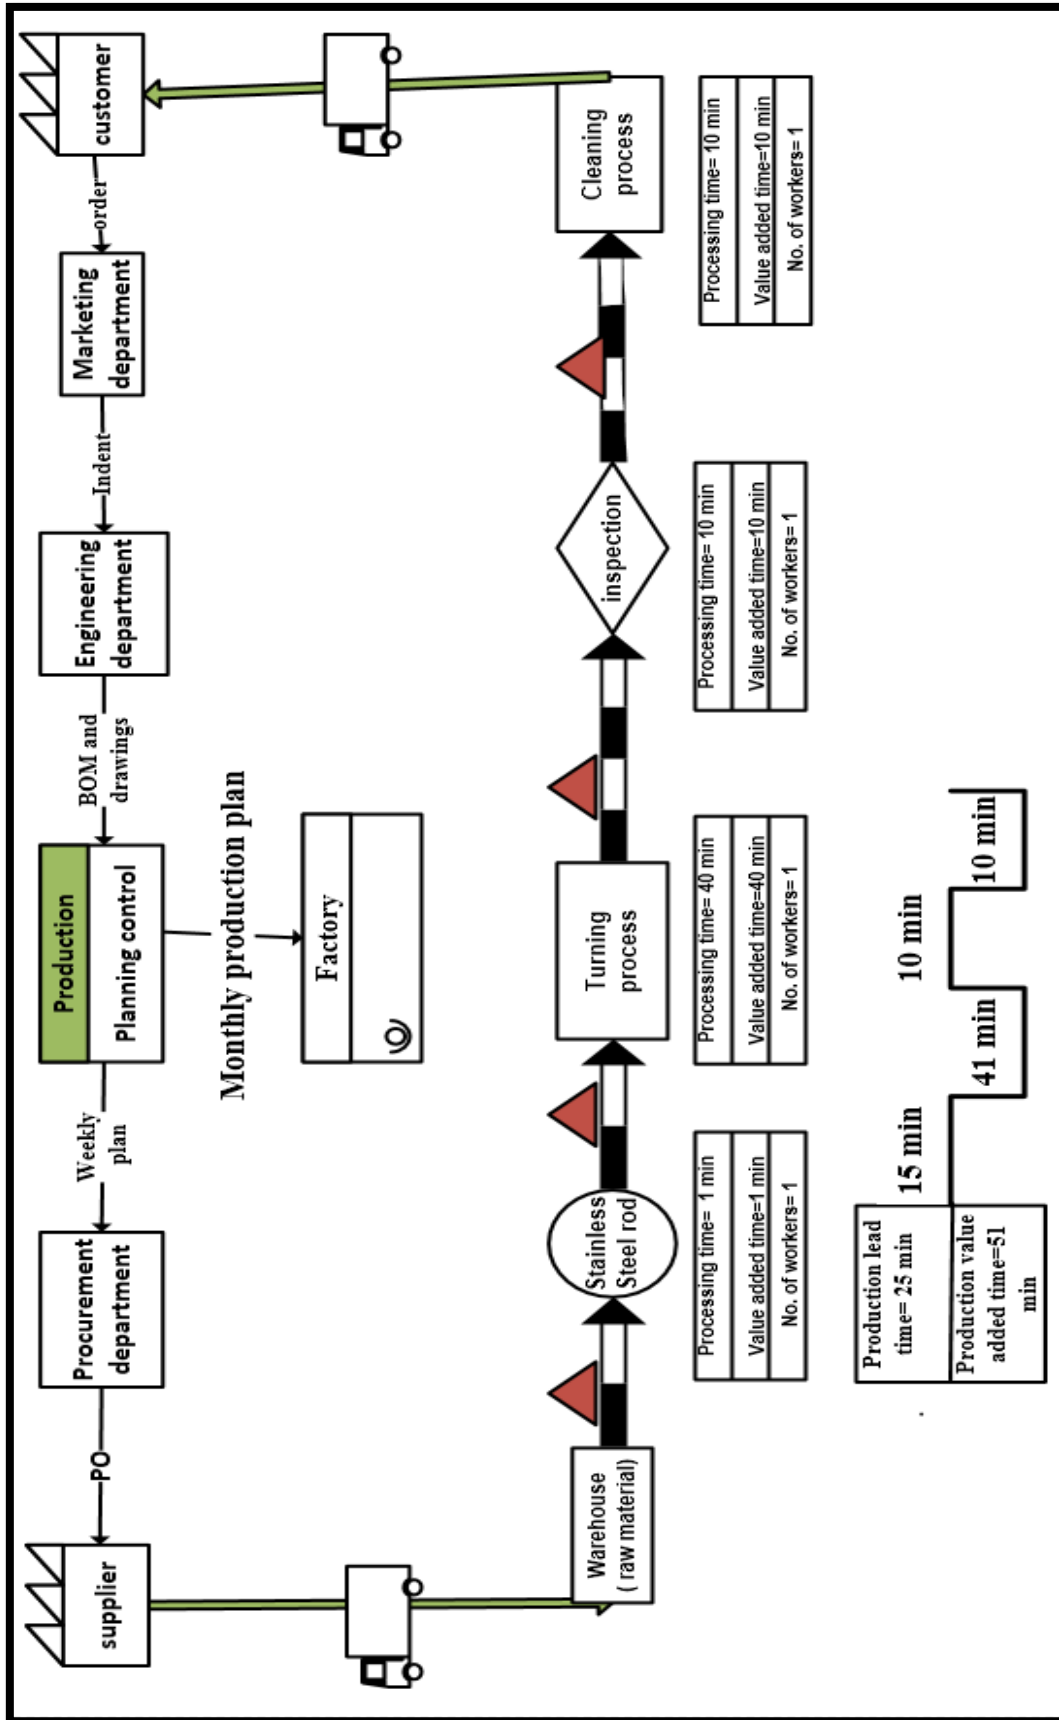 supplier
PO
Procurement
department
Weekly
plan
Production
Planning control
BOM and
drawings
Engineering
department
Indent
Marketing
department
order
customer
Monthly production plan
Factory
Warehouse
( raw material)
Stainless
Steel rod
Turning
process
inspection
Cleaning
process
Processing time= 1 min
Value added time=1 min
No. of workers= 1
Processing time= 40 min
Value added time=40 min
No. of workers= 1
Processing time= 10 min
Value added time=10 min
No. of workers= 1
Processing time= 10 min
Value added time=10 min
No. of workers= 1
Production lead
time= 25 min
Production value
added time=51
min
15 min
41 min
10 min
10 min